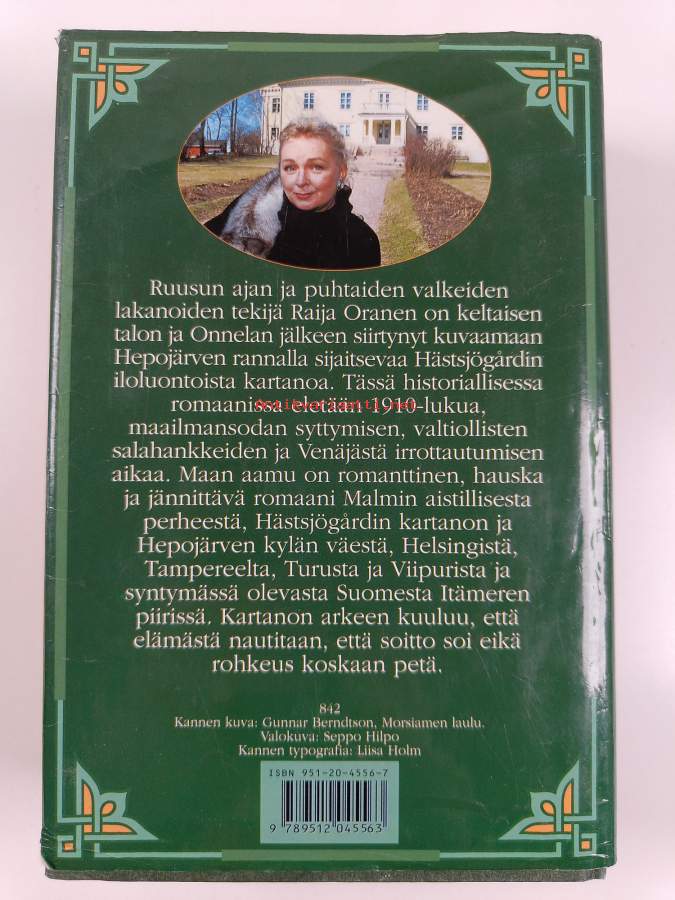 Ruusun ajan ja puhtaiden valkeiden
lakanoiden tekijä Raija Oranen on keltaisen
talon ja Onnelan jälkeen siirtynyt kuvaamaan
Hepojärven rannalla sijaitsevaa Hästsjögårdin
iloluontoista kartanoa. Tässä historiallisessa
romaanissa eletään 1910-lukua,
maailmansodan syttymisen, valtiollisten
salahankkeiden ja Venäjästä irrottautumisen
aikaa. Maan aamu on romanttinen, hauska
ja jännittävä romaani Malmin aistillisesta
perheestä, Hästsjögårdin kartanon ja
Hepojärven kylän väestä, Helsingistä,
Tampereelta, Turusta ja Viipurista ja
syntymässä olevasta Suomesta Itämeren
piirissä. Kartanon arkeen kuuluu, että
elämästä nautitaan, että soitto soi eikä
rohkeus koskaan petä.
842
Kannen kuva: Gunnar Berndtson, Morsiamen laulu.
Valokuva: Seppo Hilpo
Kannen typografia: Liisa Holm
ISBN 951-20-4556-7
9 789512 045563